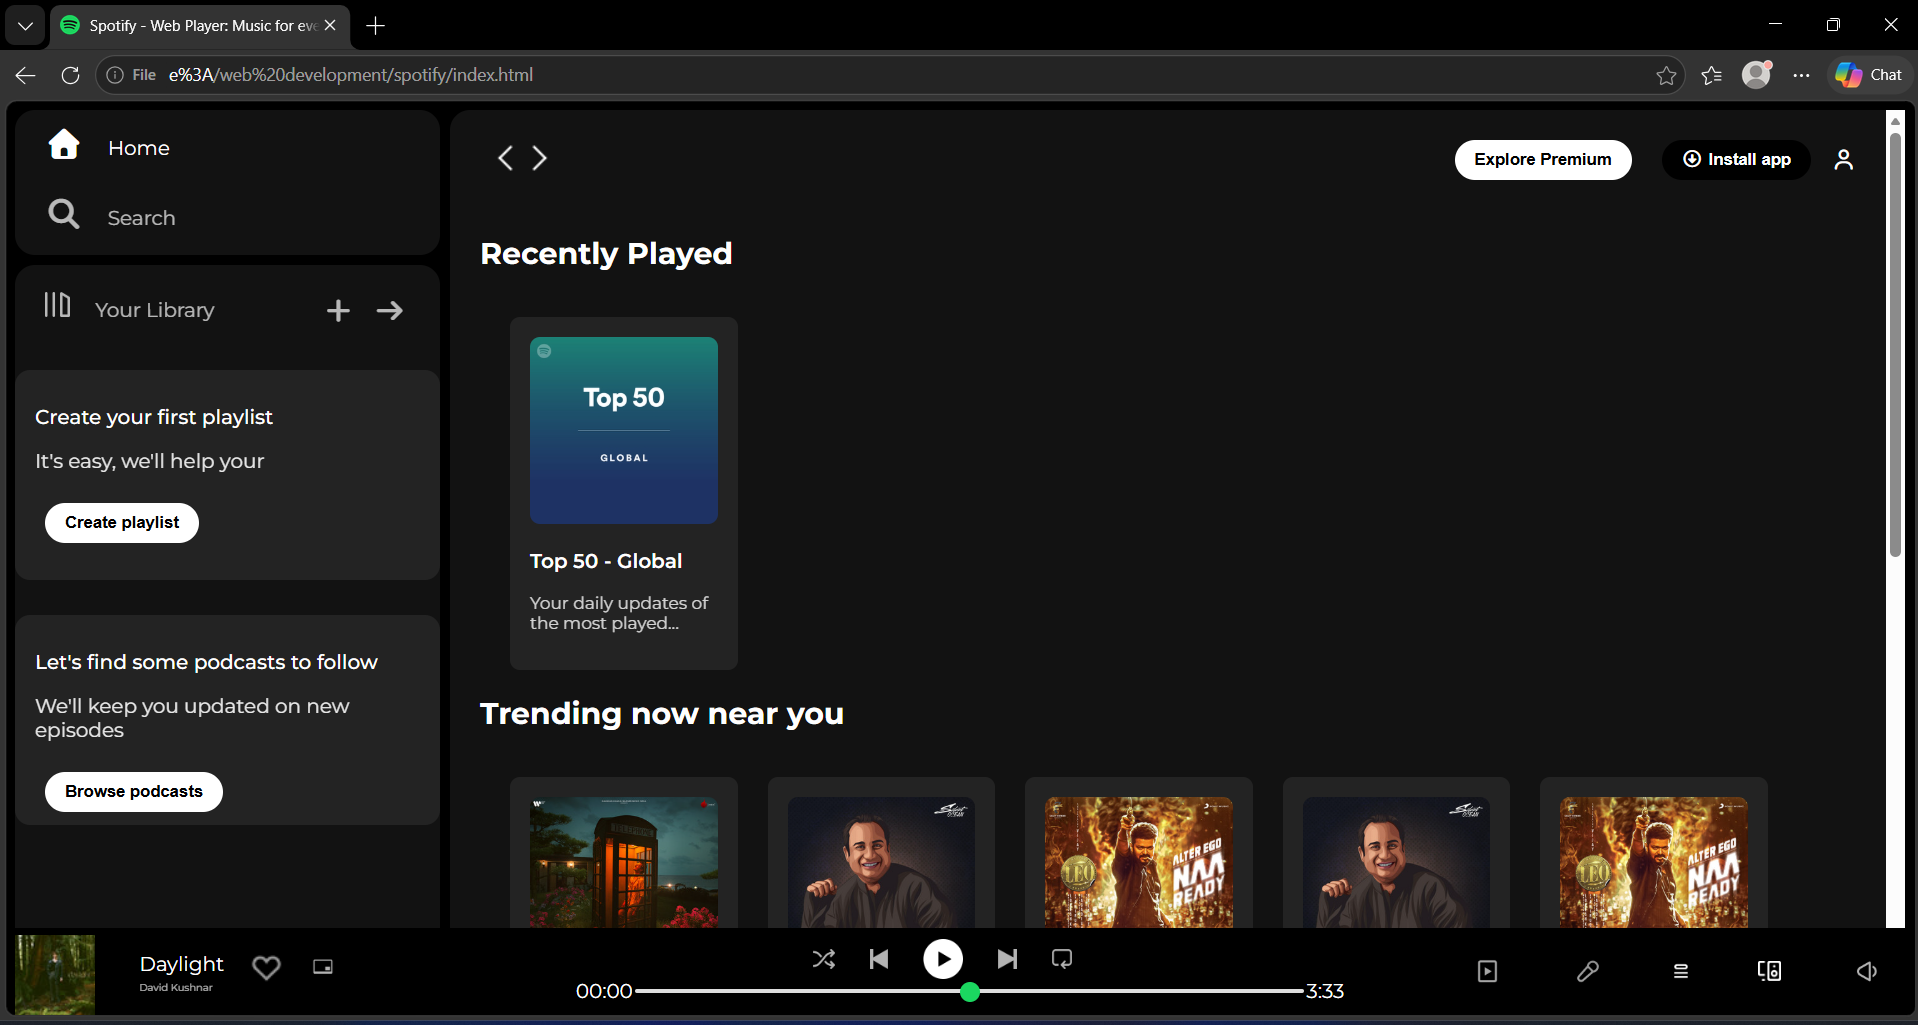 Spotify - Web Player: Music for eve
File e%3A/web%20development/spotify/index.html
Chat
Home
Search
Your Library
Create your first playlist
It's easy, we'll help your
Create playlist
Let's find some podcasts to follow
We'll keep you updated on new
episodes
Browse podcasts
Explore Premium
Install app
Recently Played
Top 50
GLOBAL
Top 50 - Global
Your daily updates of
the most played...
Trending now near you
TELEPHONE
LEO
ALTER EGO
NAA
READY
LEO
ALTER EGO
NAA
READY
Daylight
David Kushnar
00:00
3:33